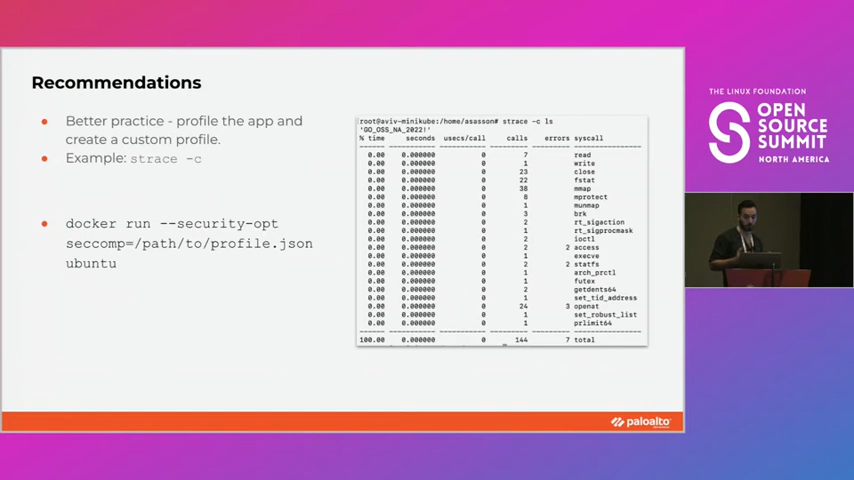 Recommendations
• Better practice - profile the app and
create a custom profile.
• Example: strace -c
• docker run --security-opt
seccomp=/path/to/profile.json
ubuntu
root@aviv-minikube:/home/asasson# strace -c ls
'GO_OSS_NA_2022!'
% time seconds usecs/call calls errors syscall
------ ----------- ----------- --------- --------- ----------------
0.00 0.000000 0 7 read
0.00 0.000000 0 1 write
0.00 0.000000 0 23 close
0.00 0.000000 0 22 fstat
0.00 0.000000 0 38 mmap
0.00 0.000000 0 8 mprotect
0.00 0.000000 0 1 munmap
0.00 0.000000 0 3 brk
0.00 0.000000 0 2 rt_sigaction
0.00 0.000000 0 1 rt_sigprocmask
0.00 0.000000 0 2 ioctl
0.00 0.000000 0 2 2 access
0.00 0.000000 0 1 execve
0.00 0.000000 0 2 2 statfs
0.00 0.000000 0 1 arch_prctl
0.00 0.000000 0 1 futex
0.00 0.000000 0 2 getdents64
0.00 0.000000 0 1 set_tid_address
0.00 0.000000 0 24 3 openat
0.00 0.000000 0 1 set_robust_list
0.00 0.000000 0 1 prlimit64
------ ----------- ----------- --------- --------- ----------------
100.00 0.000000 0 144 7 total
paloalto
THE LINUX FOUNDATION
OPEN
SOURCE
SUMMIT
NORTH AMERICA